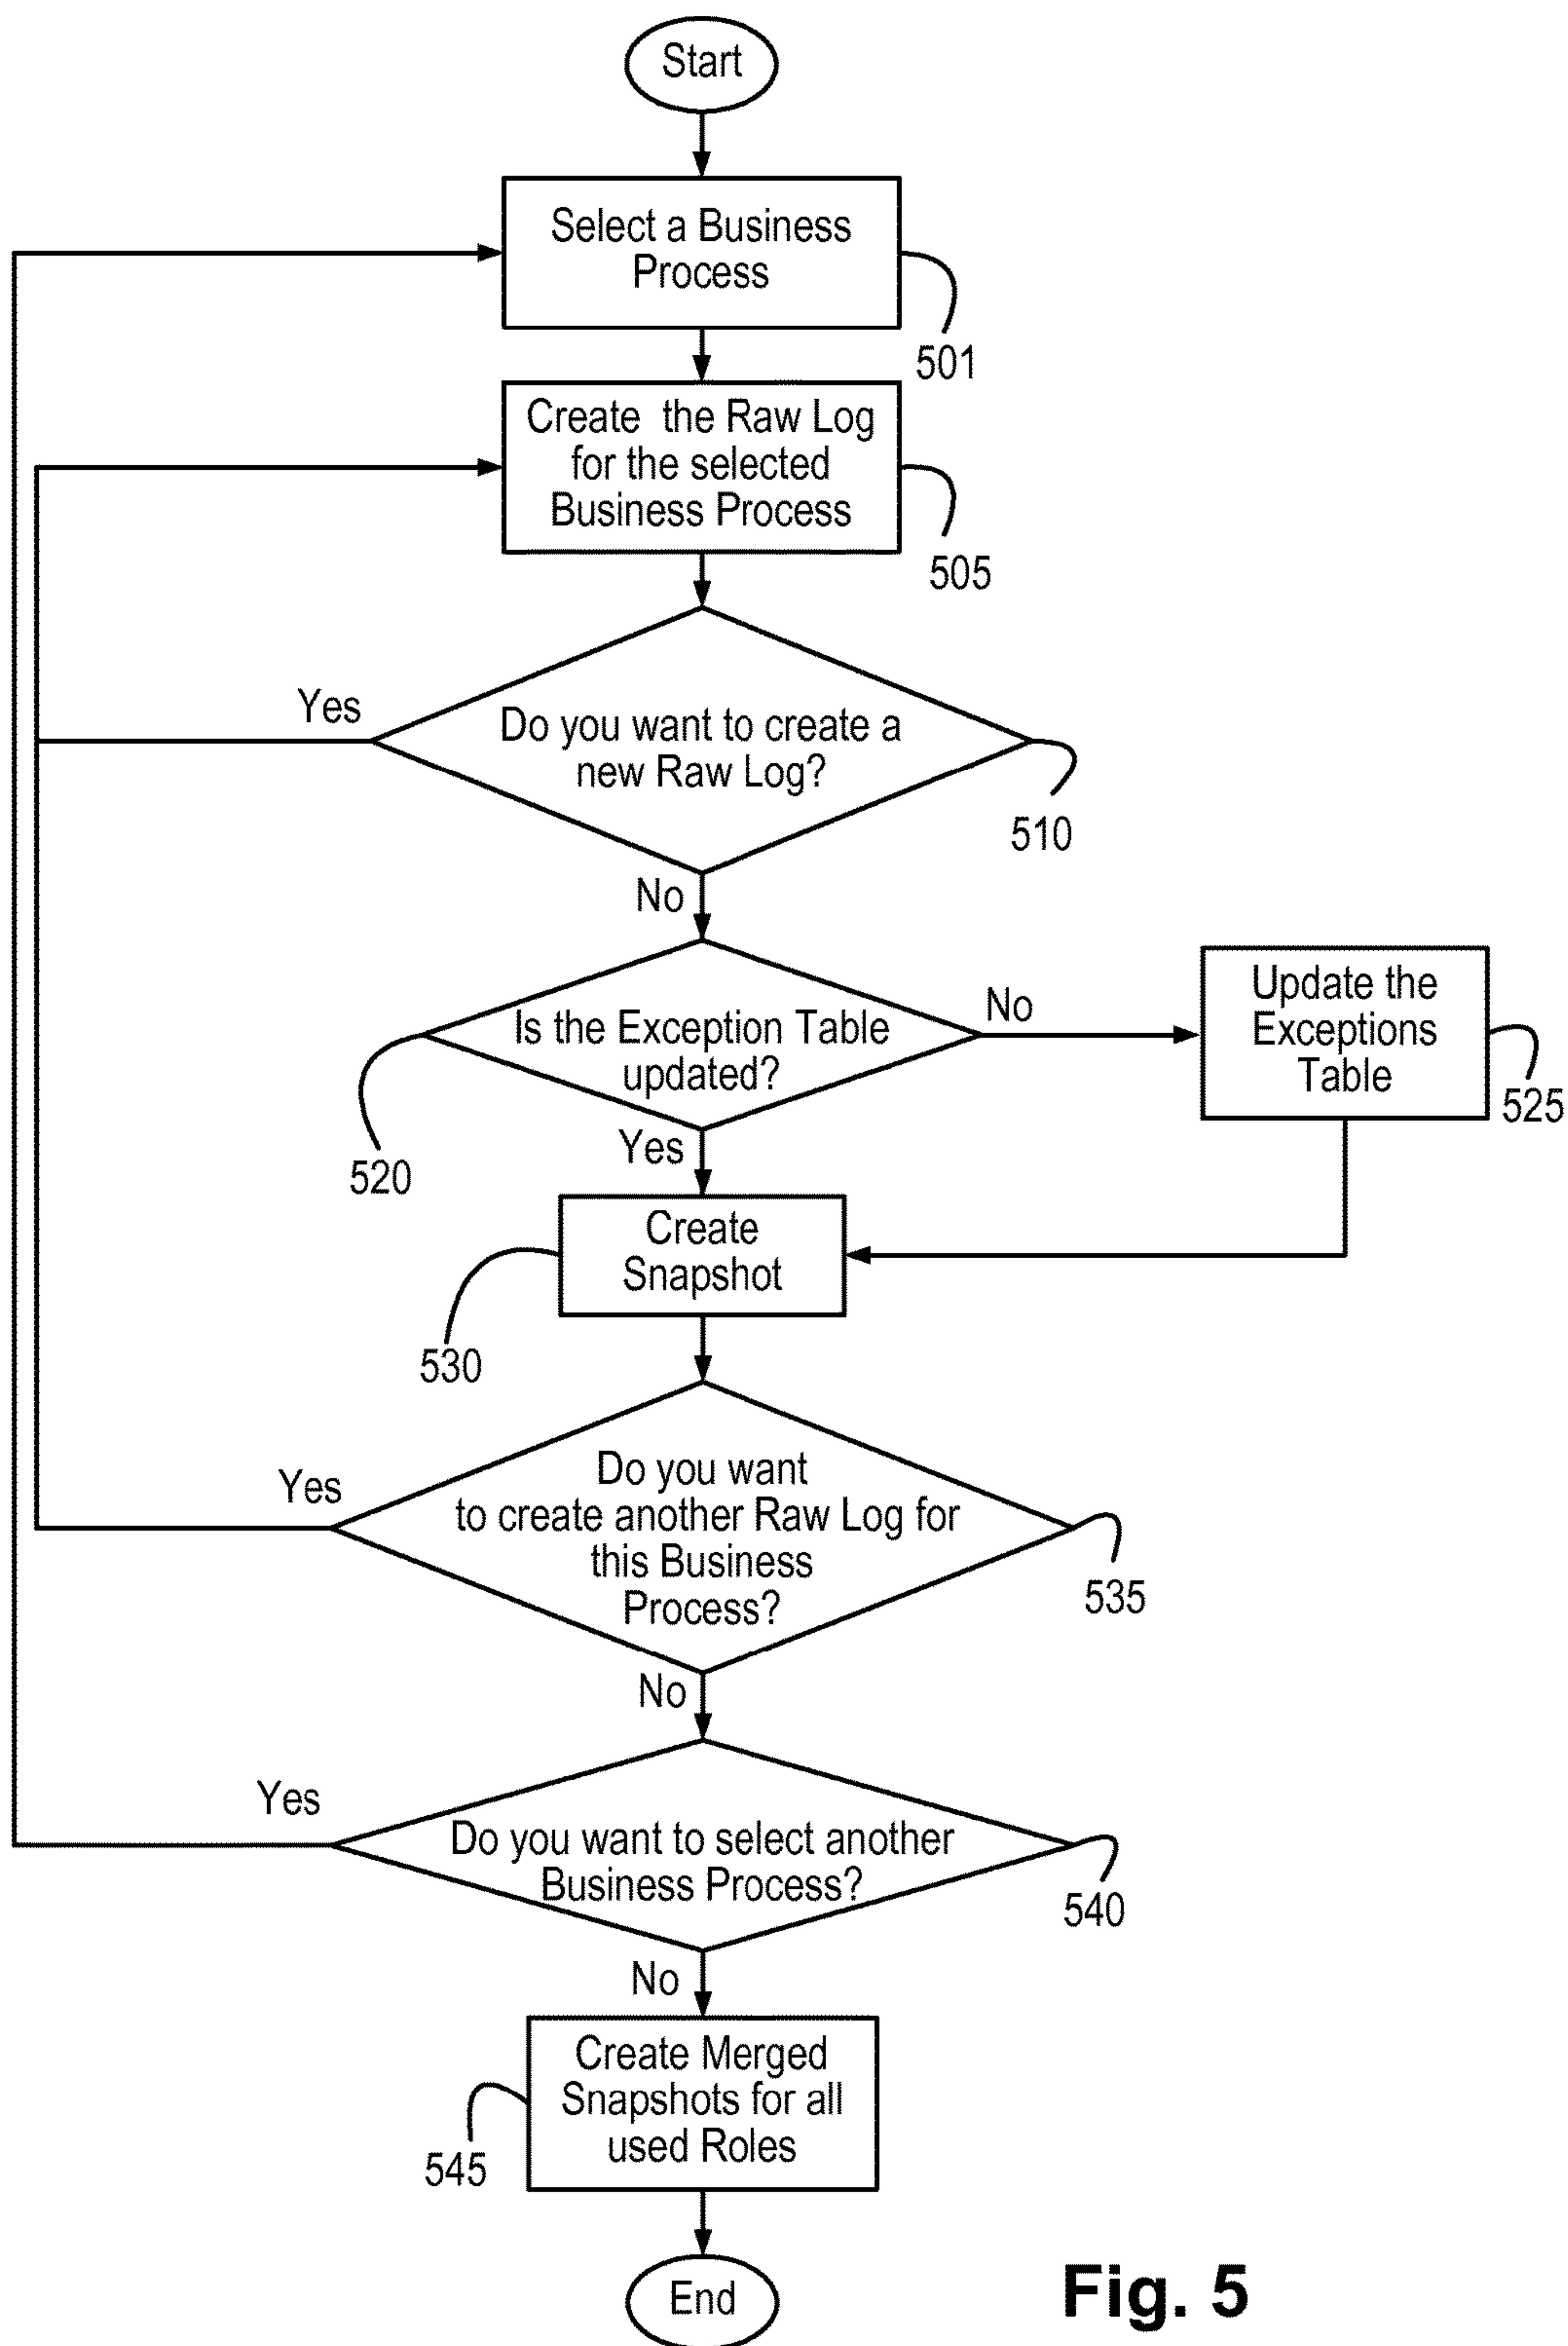 Start
Select a Business
Process
501
Create the Raw Log
for the selected
Business Process
505
Yes
Do you want to create a
new Raw Log?
510
No
Is the Exception Table
updated?
520
No
Update the
Exceptions
Table
525
Yes
Create
Snapshot
530
Yes
Do you want
to create another Raw Log for
this Business
Process?
535
No
Yes
Do you want to select another
Business Process?
540
No
Create Merged
Snapshots for all
used Roles
545
End
Fig. 5